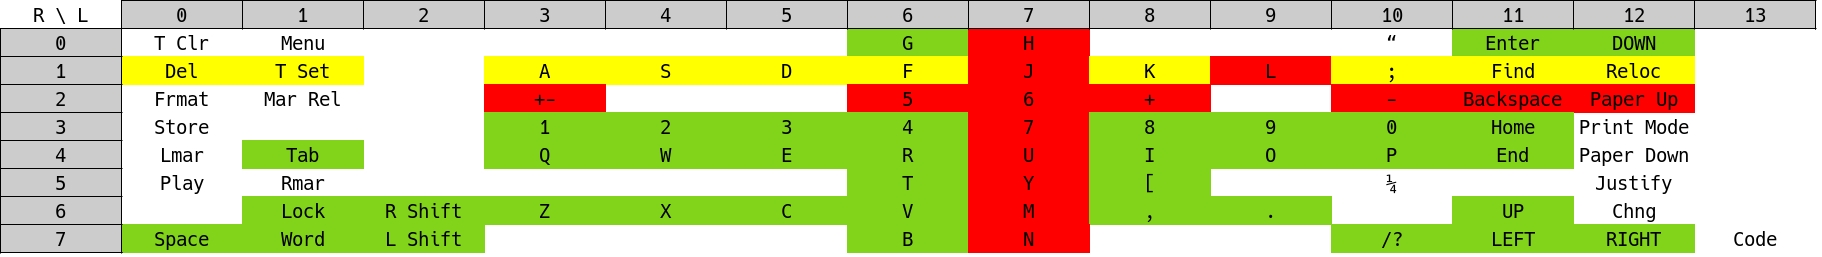 R \ L 0 1 2 3 4 5 6 7 8 9 10 11 12 13
0 T Clr Menu G H “ Enter DOWN
1 Del T Set A S D F J K L ; Find Reloc
2 Frmat Mar Rel +- 5 6 + - Backspace Paper Up
3 Store 1 2 3 4 7 8 9 0 Home Print Mode
4 Lmar Tab Q W E R U I O P End Paper Down
5 Play Rmar T Y [ ¼ Justify
6 Lock R Shift Z X C V M , . UP Chng
7 Space Word L Shift B N /? LEFT RIGHT Code